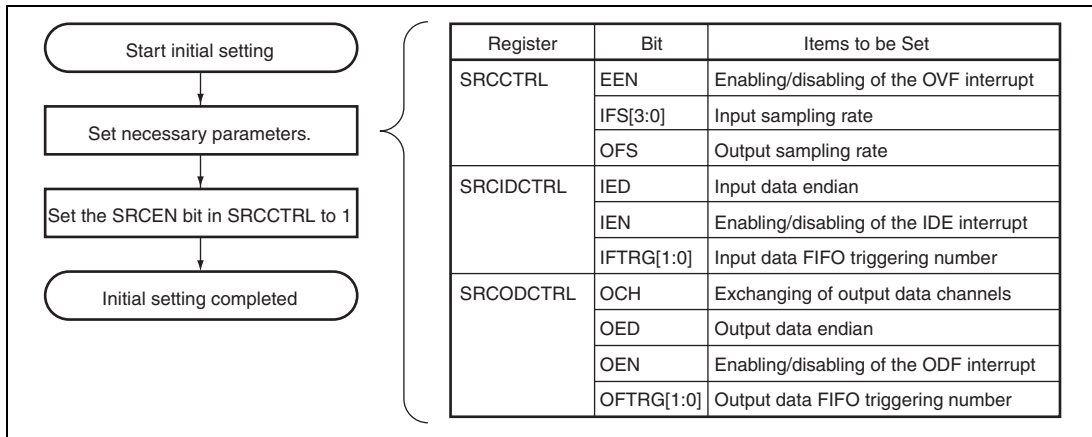 Start initial setting
Set necessary parameters.
Set the SRCEN bit in SRCCTRL to 1
Initial setting completed
Register Bit Items to be Set
SRCCTRL EEN Enabling/disabling of the OVF interrupt
IFS[3:0] Input sampling rate
OFS Output sampling rate
SRCIDCTRL IED Input data endian
IEN Enabling/disabling of the IDE interrupt
IFTRG[1:0] Input data FIFO triggering number
SRCODCTRL OCH Exchanging of output data channels
OED Output data endian
OEN Enabling/disabling of the ODF interrupt
OFTRG[1:0] Output data FIFO triggering number